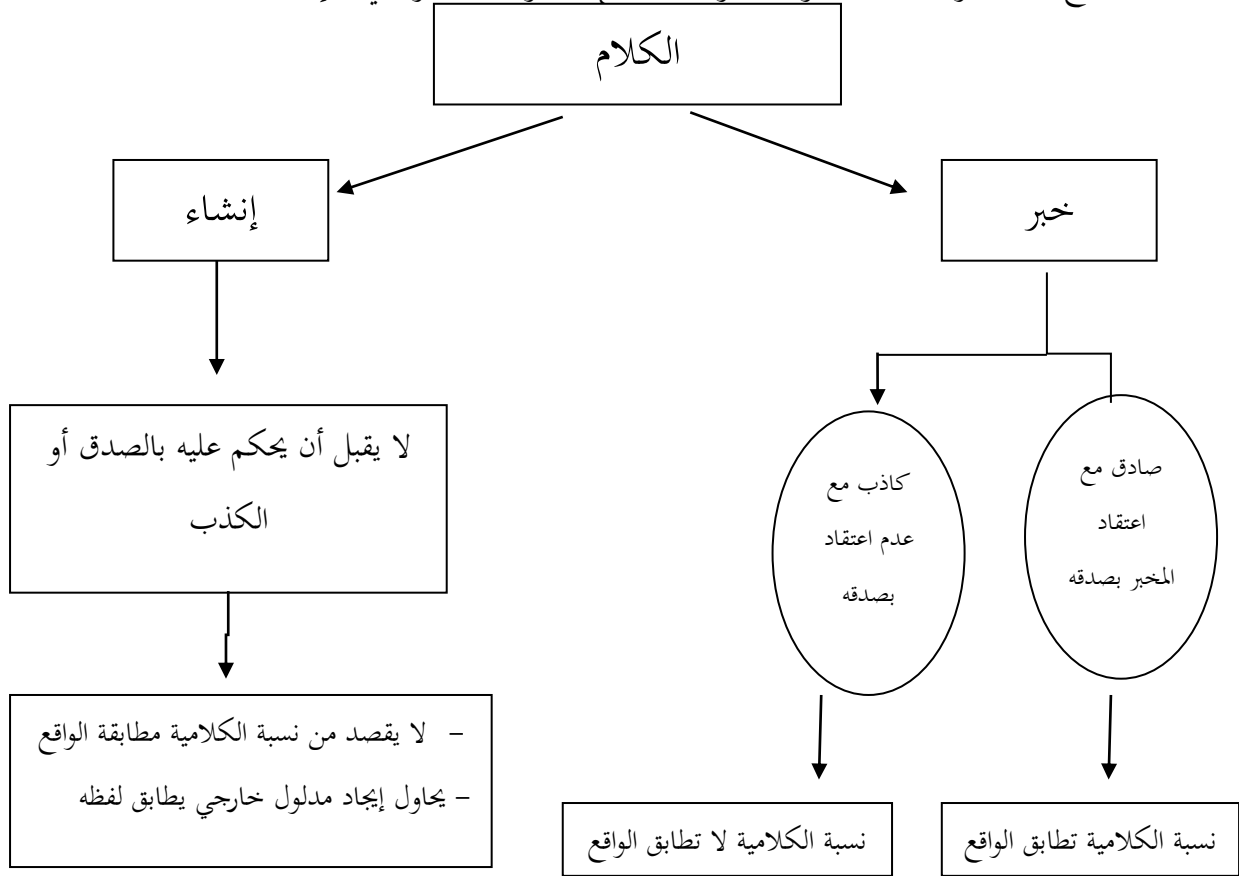 الكلام
خبر
إنشاء
صادق مع
اعتقاد
المخبر بصدقه
كاذب مع
عدم اعتقاد
بصدقه
لا يقبل أن يحكم عليه بالصدق أو
الكذب
نسبة الكلامية تطابق الواقع
نسبة الكلامية لا تطابق الواقع
- لا يقصد من نسبة الكلامية مطابقة الواقع
- يحاول إيجاد مدلول خارجي يطابق لفظه